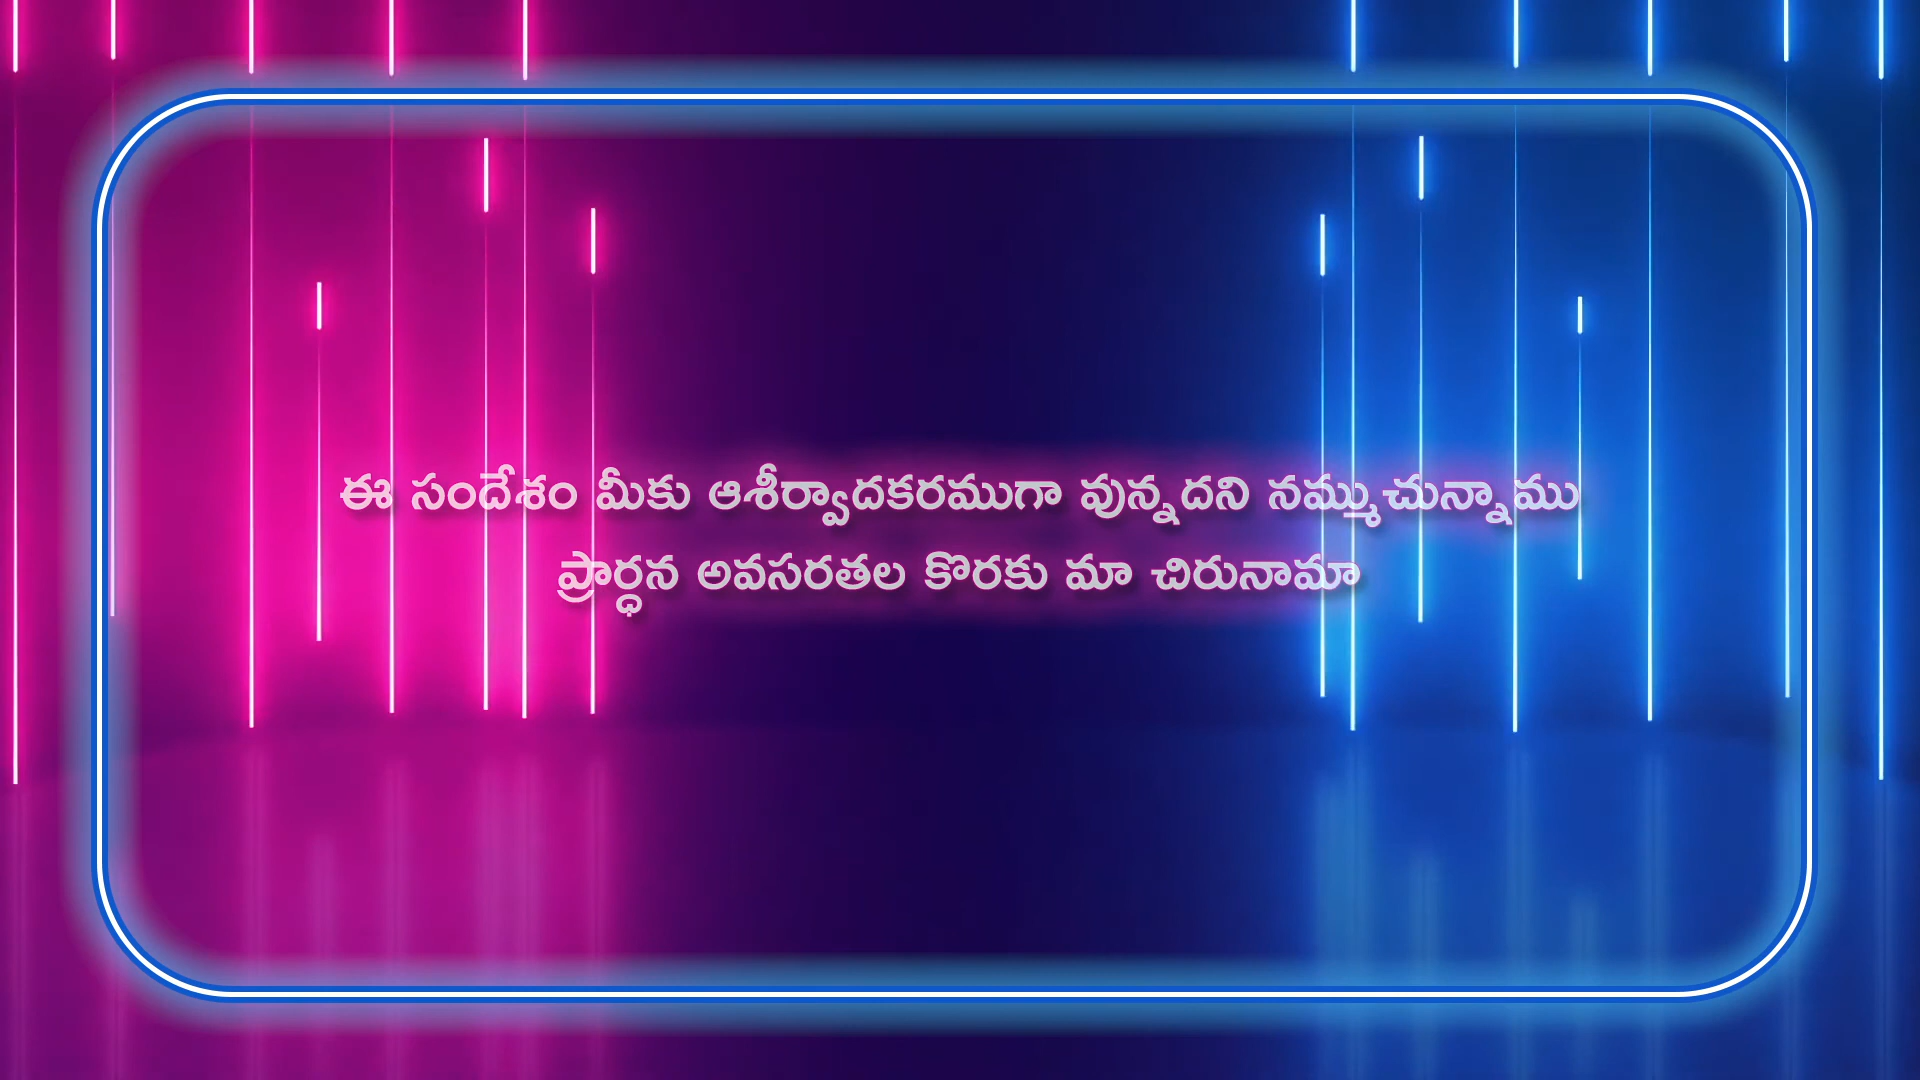 ఈ సందేశం మీకు ఆశీర్వాదకరముగా వున్నదని నమ్ముచున్నాము
ప్రార్ధన అవసరతల కొరకు మా చిరునామా